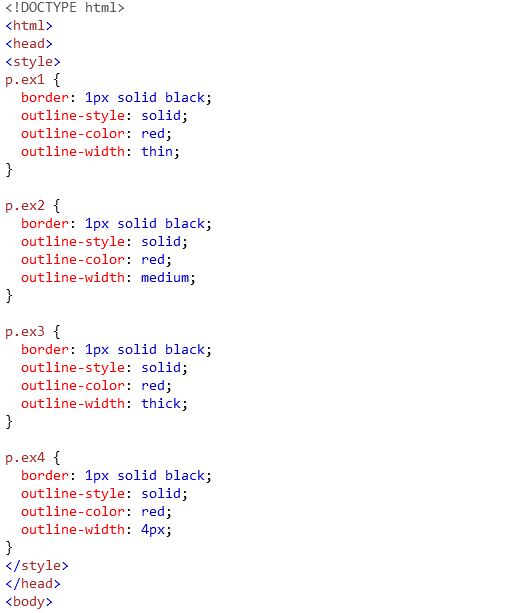 <!DOCTYPE html>
<html>
<head>
<style>
p.ex1 {
  border: 1px solid black;
  outline-style: solid;
  outline-color: red;
  outline-width: thin;
}

p.ex2 {
  border: 1px solid black;
  outline-style: solid;
  outline-color: red;
  outline-width: medium;
}

p.ex3 {
  border: 1px solid black;
  outline-style: solid;
  outline-color: red;
  outline-width: thick;
}

p.ex4 {
  border: 1px solid black;
  outline-style: solid;
  outline-color: red;
  outline-width: 4px;
}
</style>
</head>
<body>